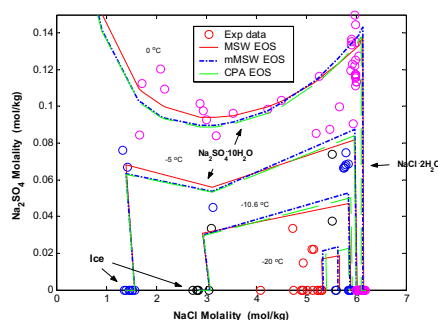 0.14
0.12
0.1
0.08
0.06
0.04
0.02
0
Na₂SO₄ Molality (mol/kg)
0 1 2 3 4 5 6 7
NaCl Molality (mol/kg)
Exp data
MSW EOS
mMSW EOS
CPA EOS
0 °C
Na₂SO₄·10H₂O
-5 °C
NaCl·2H₂O
-10.6 °C
-20 °C
Ice